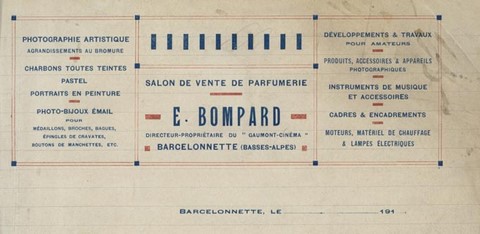 PHOTOGRAPHIE ARTISTIQUE
AGRANDISSEMENTS AU BROMURE
CHARBONS TOUTES TEINTES
PASTEL
PORTRAITS EN PEINTURE
PHOTO-BIJOUX ÉMAIL
POUR
MÉDAILLONS, BROCHES, BAGUES,
ÉPINGLES DE CRAVATES,
BOUTONS DE MANCHETTES, ETC.
SALON DE VENTE DE PARFUMERIE
E. BOMPARD
DIRECTEUR-PROPRIÉTAIRE DU " GAUMONT-CINÉMA "
BARCELONNETTE (BASSES-ALPES)
DÉVELOPPEMENTS & TRAVAUX
POUR AMATEURS
PRODUITS, ACCESSOIRES & APPAREILS
PHOTOGRAPHIQUES
INSTRUMENTS DE MUSIQUE
ET ACCESSOIRES
CADRES & ENCADREMENTS
MOTEURS, MATÉRIEL DE CHAUFFAGE
& LAMPES ÉLECTRIQUES
BARCELONNETTE, LE 191